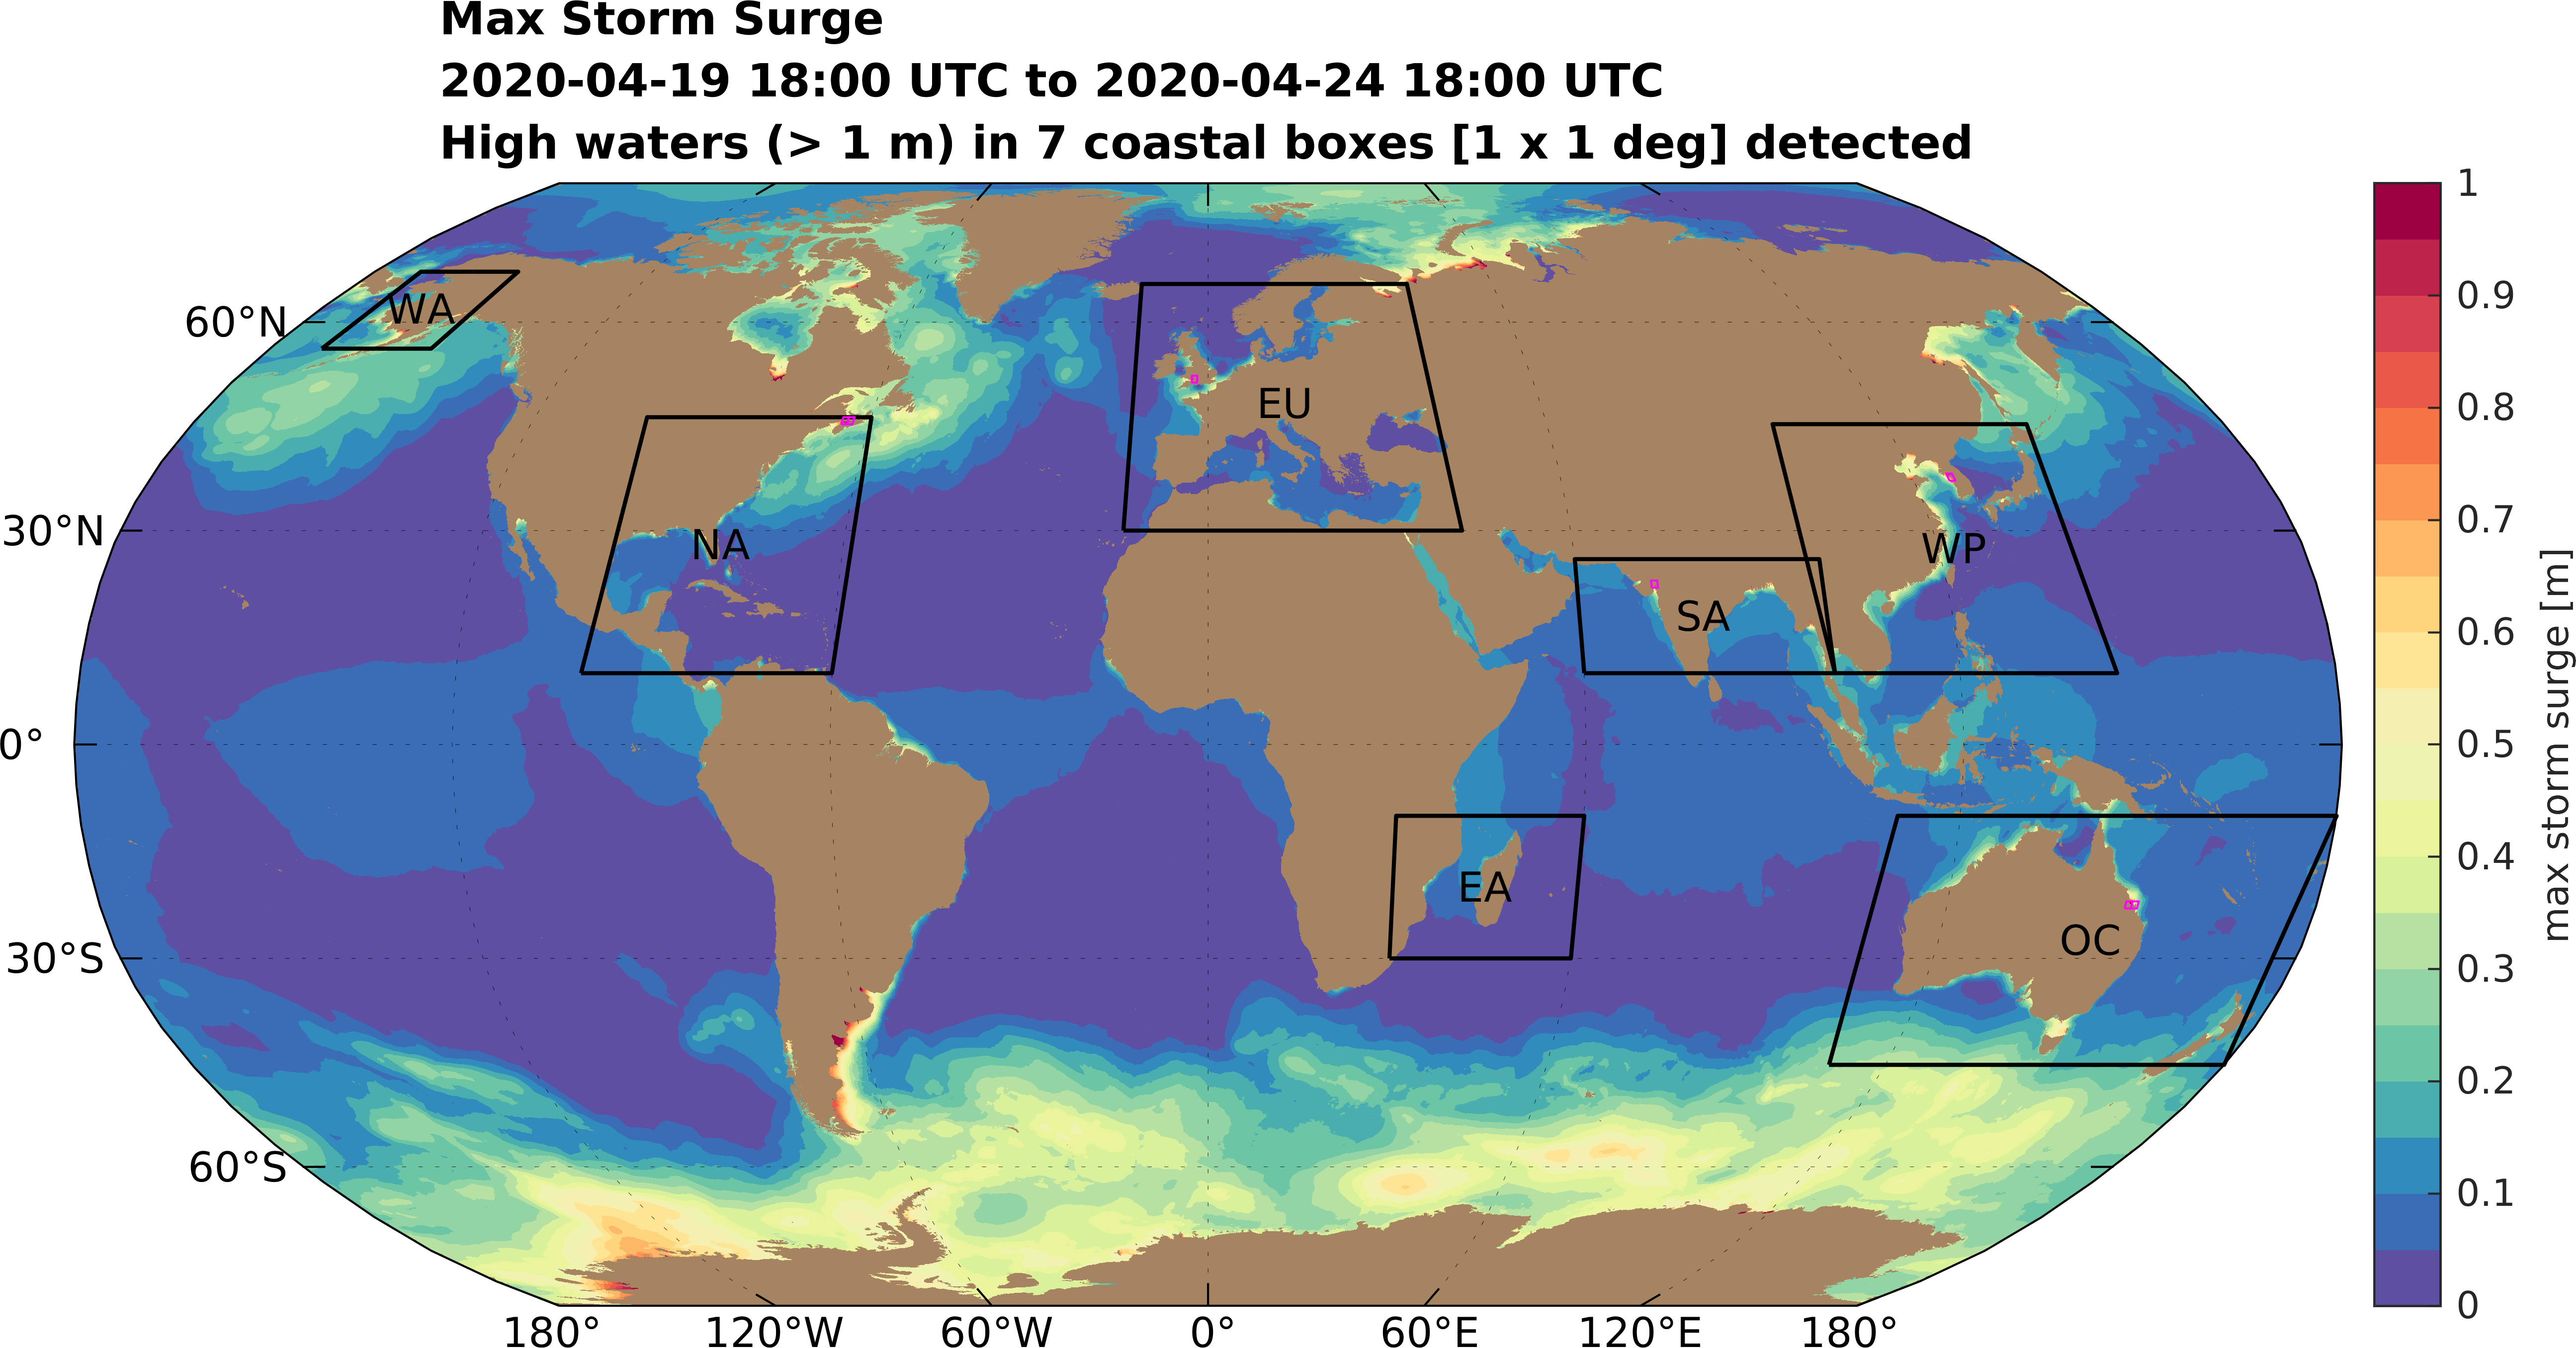 Max Storm Surge
2020-04-19 18:00 UTC to 2020-04-24 18:00 UTC
High waters (> 1 m) in 7 coastal boxes [1 x 1 deg] detected
60°N
30°N
0°
30°S
60°S
180°
120°W
60°W
0°
60°E
120°E
180°
WA
NA
EU
SA
WP
EA
OC
1
0.9
0.8
0.7
0.6
0.5
0.4
0.3
0.2
0.1
0
max storm surge [m]